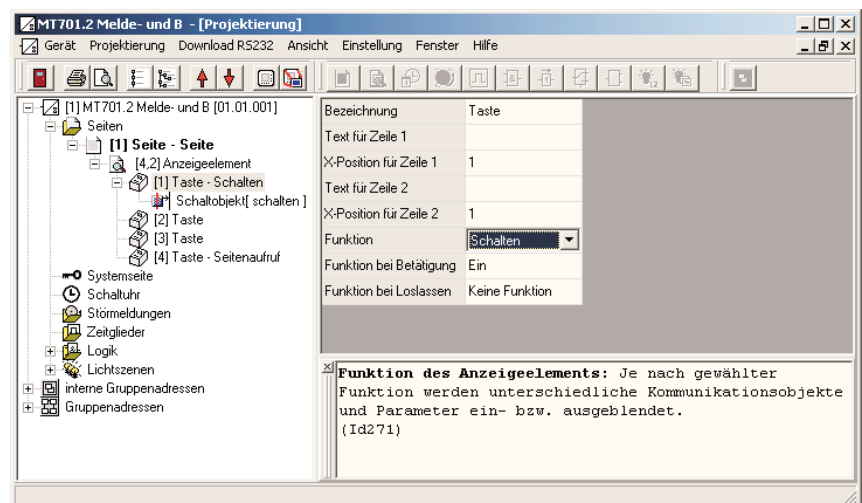 MT701.2 Melde- und B - [Projektierung]
Gerät Projektierung Download RS232 Ansicht Einstellung Fenster Hilfe
[1] MT701.2 Melde- und B [01.01.001]
Seiten
[1] Seite - Seite
[4,2] Anzeigeelement
[1] Taste - Schalten
Schaltobjekt[ schalten ]
[2] Taste
[3] Taste
[4] Taste - Seitenaufruf
Systemseite
Schaltuhr
Störmeldungen
Zeitglieder
Logik
Lichtszenen
interne Gruppenadressen
Gruppenadressen
Bezeichnung Taste
Text für Zeile 1
X-Position für Zeile 1 1
Text für Zeile 2
X-Position für Zeile 2 1
Funktion Schalten
Funktion bei Betätigung Ein
Funktion bei Loslassen Keine Funktion
Funktion des Anzeigeelements: Je nach gewählter
Funktion werden unterschiedliche Kommunikationsobjekte
und Parameter ein- bzw. ausgeblendet.
(Id271)